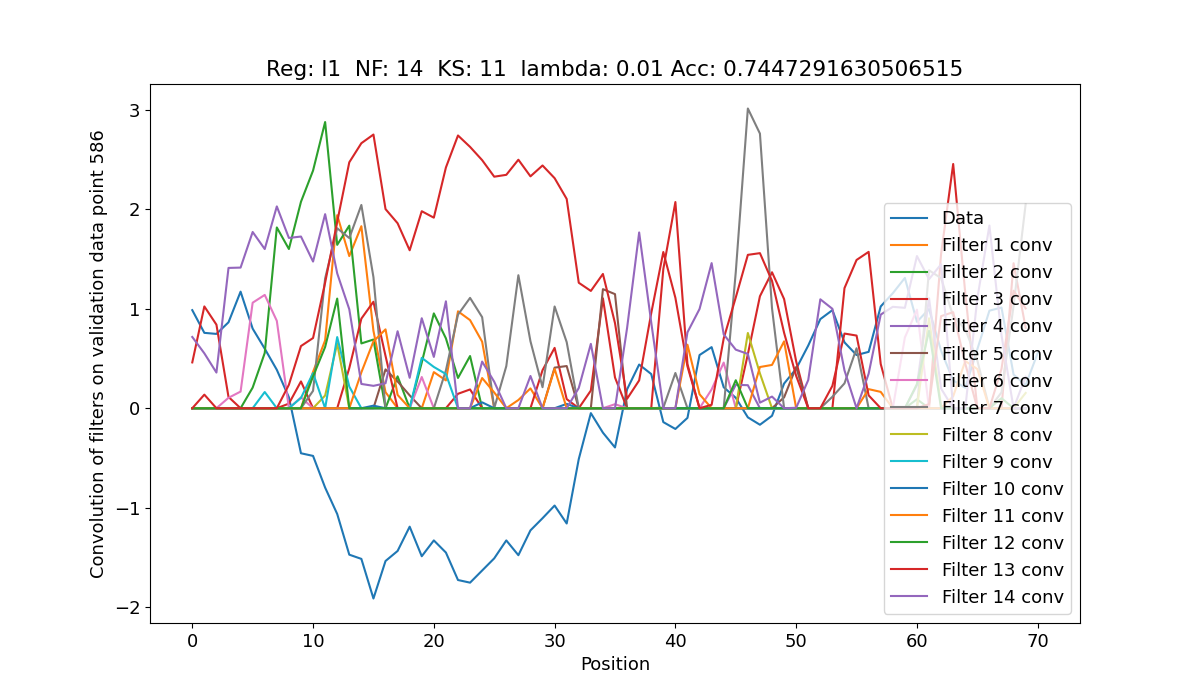 Reg: l1  NF: 14  KS: 11  lambda: 0.01 Acc: 0.7447291630506515
Convolution of filters on validation data point 586
3
2
1
0
−1
−2
0 10 20 30 40 50 60 70
Position
Data
Filter 1 conv
Filter 2 conv
Filter 3 conv
Filter 4 conv
Filter 5 conv
Filter 6 conv
Filter 7 conv
Filter 8 conv
Filter 9 conv
Filter 10 conv
Filter 11 conv
Filter 12 conv
Filter 13 conv
Filter 14 conv